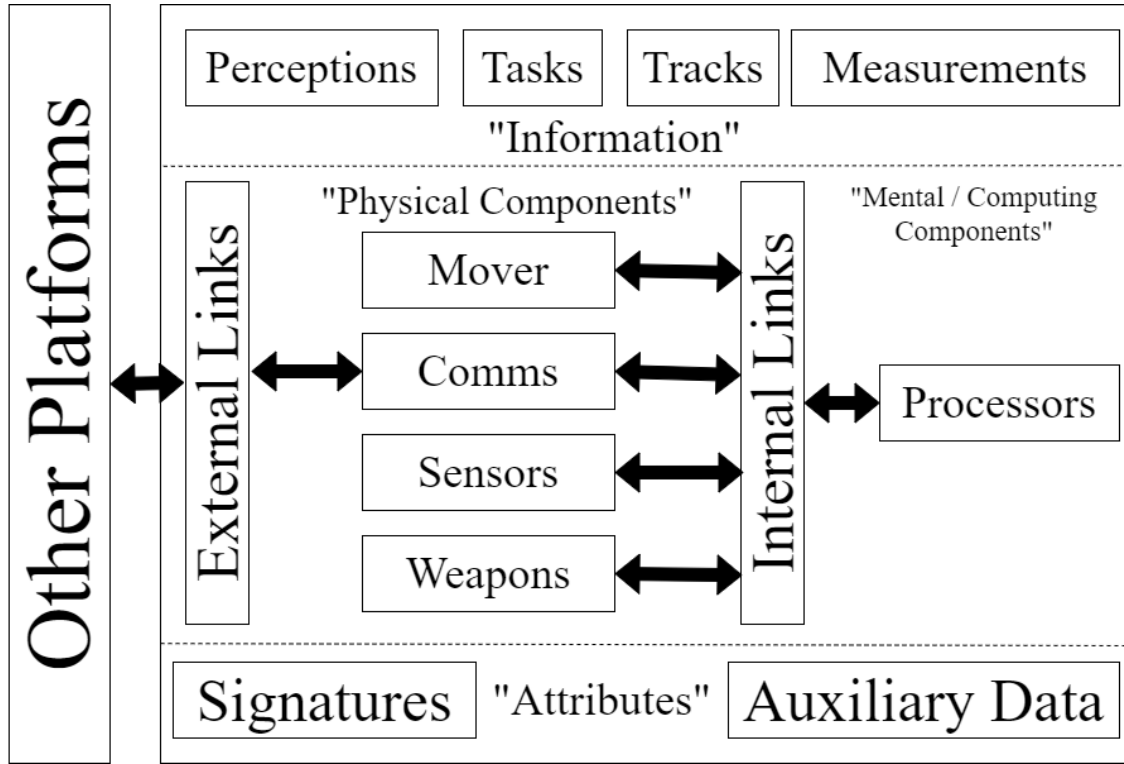 Other Platforms
Perceptions
Tasks
Tracks
Measurements
"Information"
External Links
"Physical Components"
Mover
Comms
Sensors
Weapons
Internal Links
"Mental / Computing
Components"
Processors
Signatures
"Attributes"
Auxiliary Data